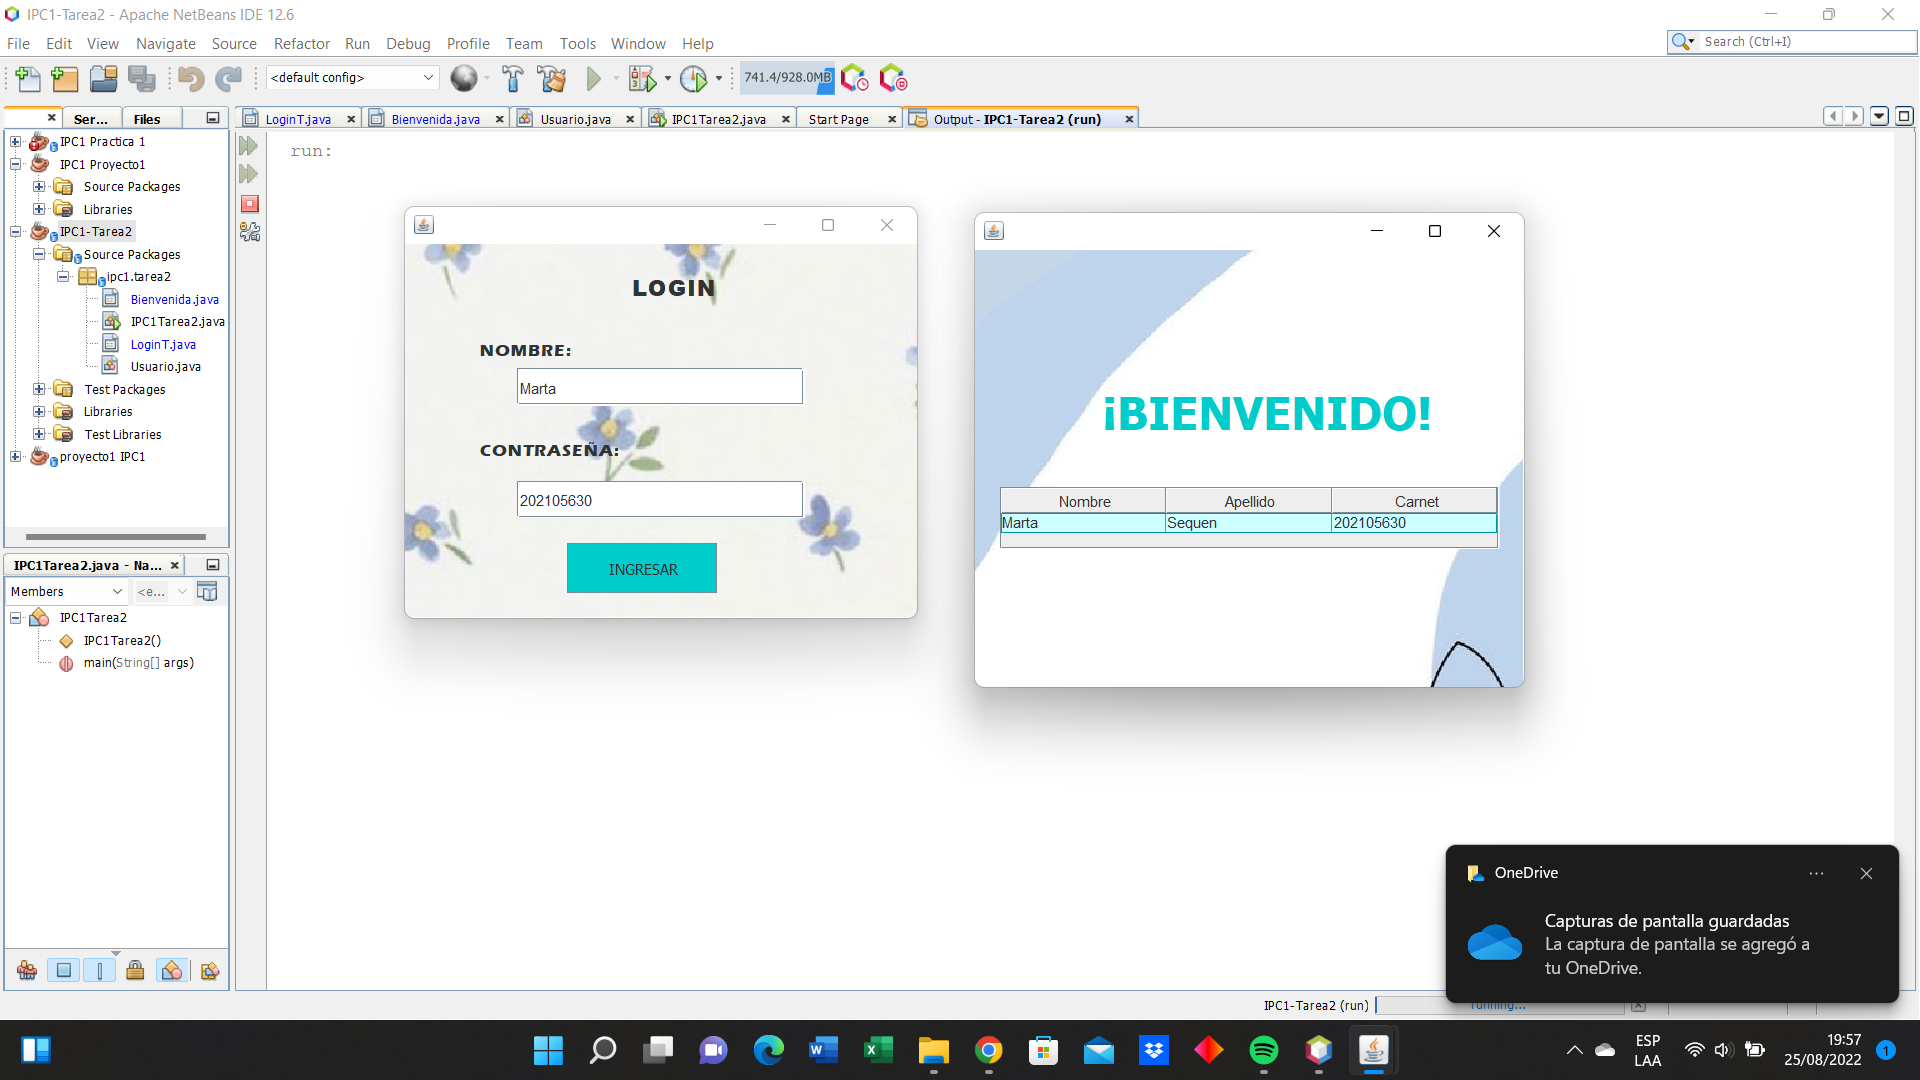 IPC1-Tarea2 - Apache NetBeans IDE 12.6
File Edit View Navigate Source Refactor Run Debug Profile Team Tools Window Help
Search (Ctrl+I)
<default config>
741.4/928.0MB
Ser...
Files
LoginT.java
Bienvenida.java
Usuario.java
IPC1Tarea2.java
Start Page
Output - IPC1-Tarea2 (run)
IPC1 Practica 1
IPC1 Proyecto1
Source Packages
Libraries
IPC1-Tarea2
Source Packages
ipc1.tarea2
Bienvenida.java
IPC1Tarea2.java
LoginT.java
Usuario.java
Test Packages
Libraries
Test Libraries
proyecto1 IPC1
run:
LOGIN
NOMBRE:
Marta
CONTRASEÑA:
202105630
INGRESAR
¡BIENVENIDO!
Nombre Apellido Carnet
Marta Sequen 202105630
IPC1Tarea2.java - Na...
Members
<e...
IPC1Tarea2
IPC1Tarea2()
main(String[] args)
OneDrive
Capturas de pantalla guardadas
La captura de pantalla se agregó a
tu OneDrive.
IPC1-Tarea2 (run)
running...
ESP
LAA
19:57
25/08/2022
1